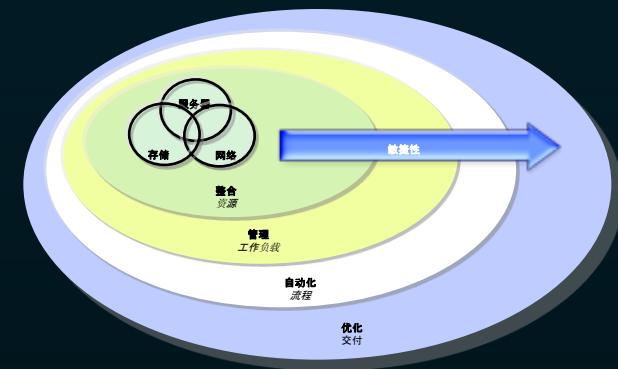 服务器
存储
网络
敏捷性
整合
资源
管理
工作负载
自动化
流程
优化
交付